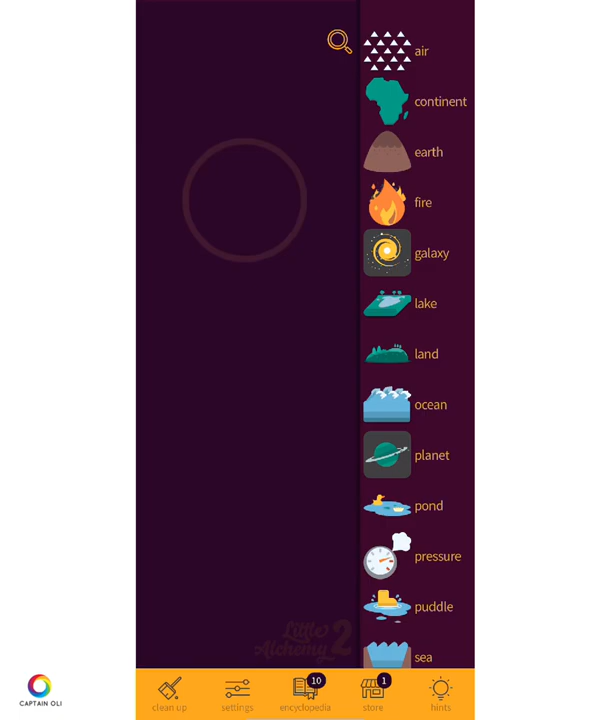 air
continent
earth
fire
galaxy
lake
land
ocean
planet
pond
pressure
puddle
sea
Little
Alchemy 2
10
1
clean up
settings
encyclopedia
store
hints
CAPTAIN OLI